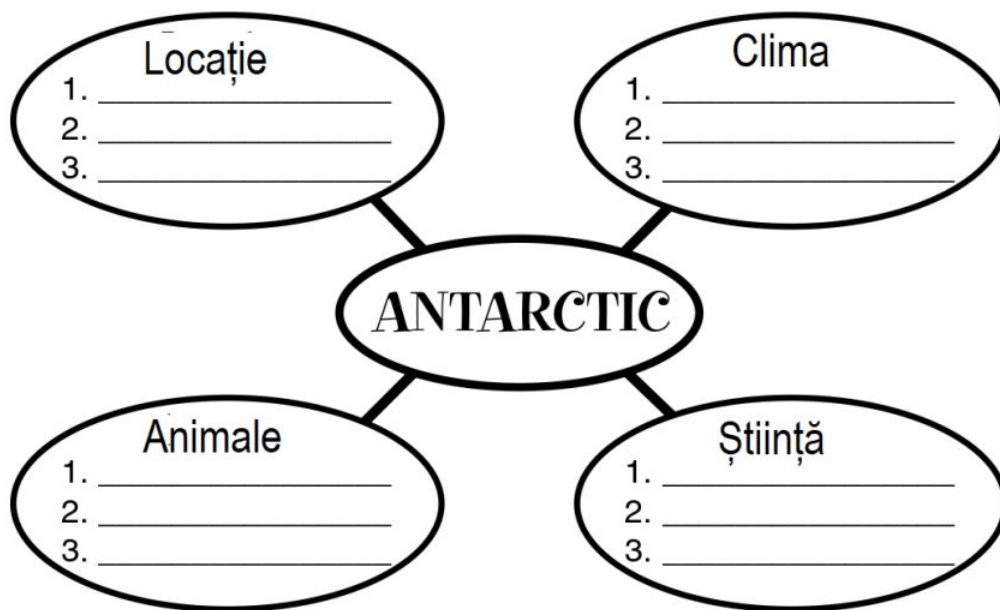 Locație
1.
2.
3.
Clima
1.
2.
3.
ANTARCTIC
Animale
1.
2.
3.
Știință
1.
2.
3.